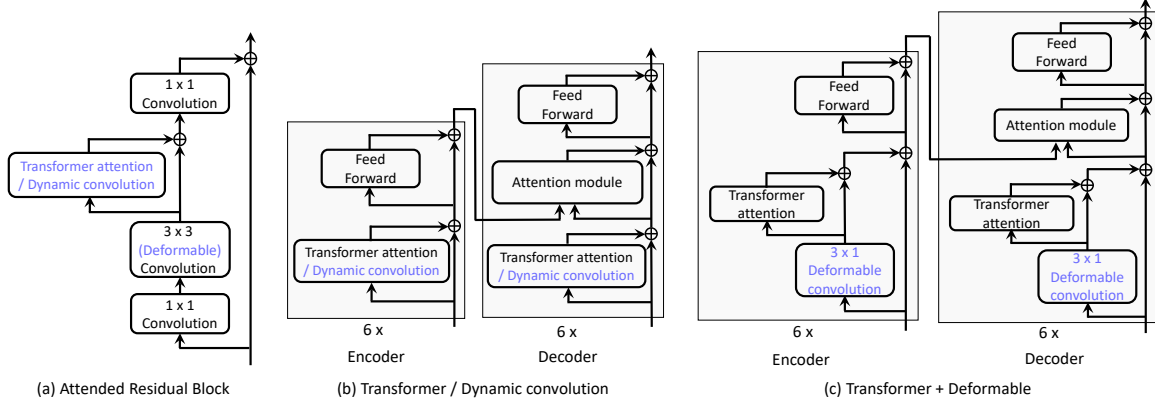 1 x 1
Convolution
Transformer attention
/ Dynamic convolution
3 x 3
(Deformable)
Convolution
1 x 1
Convolution
(a) Attended Residual Block
Feed
Forward
Transformer attention
/ Dynamic convolution
6 x
Encoder
Feed
Forward
Attention module
Transformer attention
/ Dynamic convolution
6 x
Decoder
(b) Transformer / Dynamic convolution
Feed
Forward
Transformer
attention
3 x 1
Deformable
convolution
6 x
Encoder
Feed
Forward
Attention module
Transformer
attention
3 x 1
Deformable
convolution
6 x
Decoder
(c) Transformer + Deformable